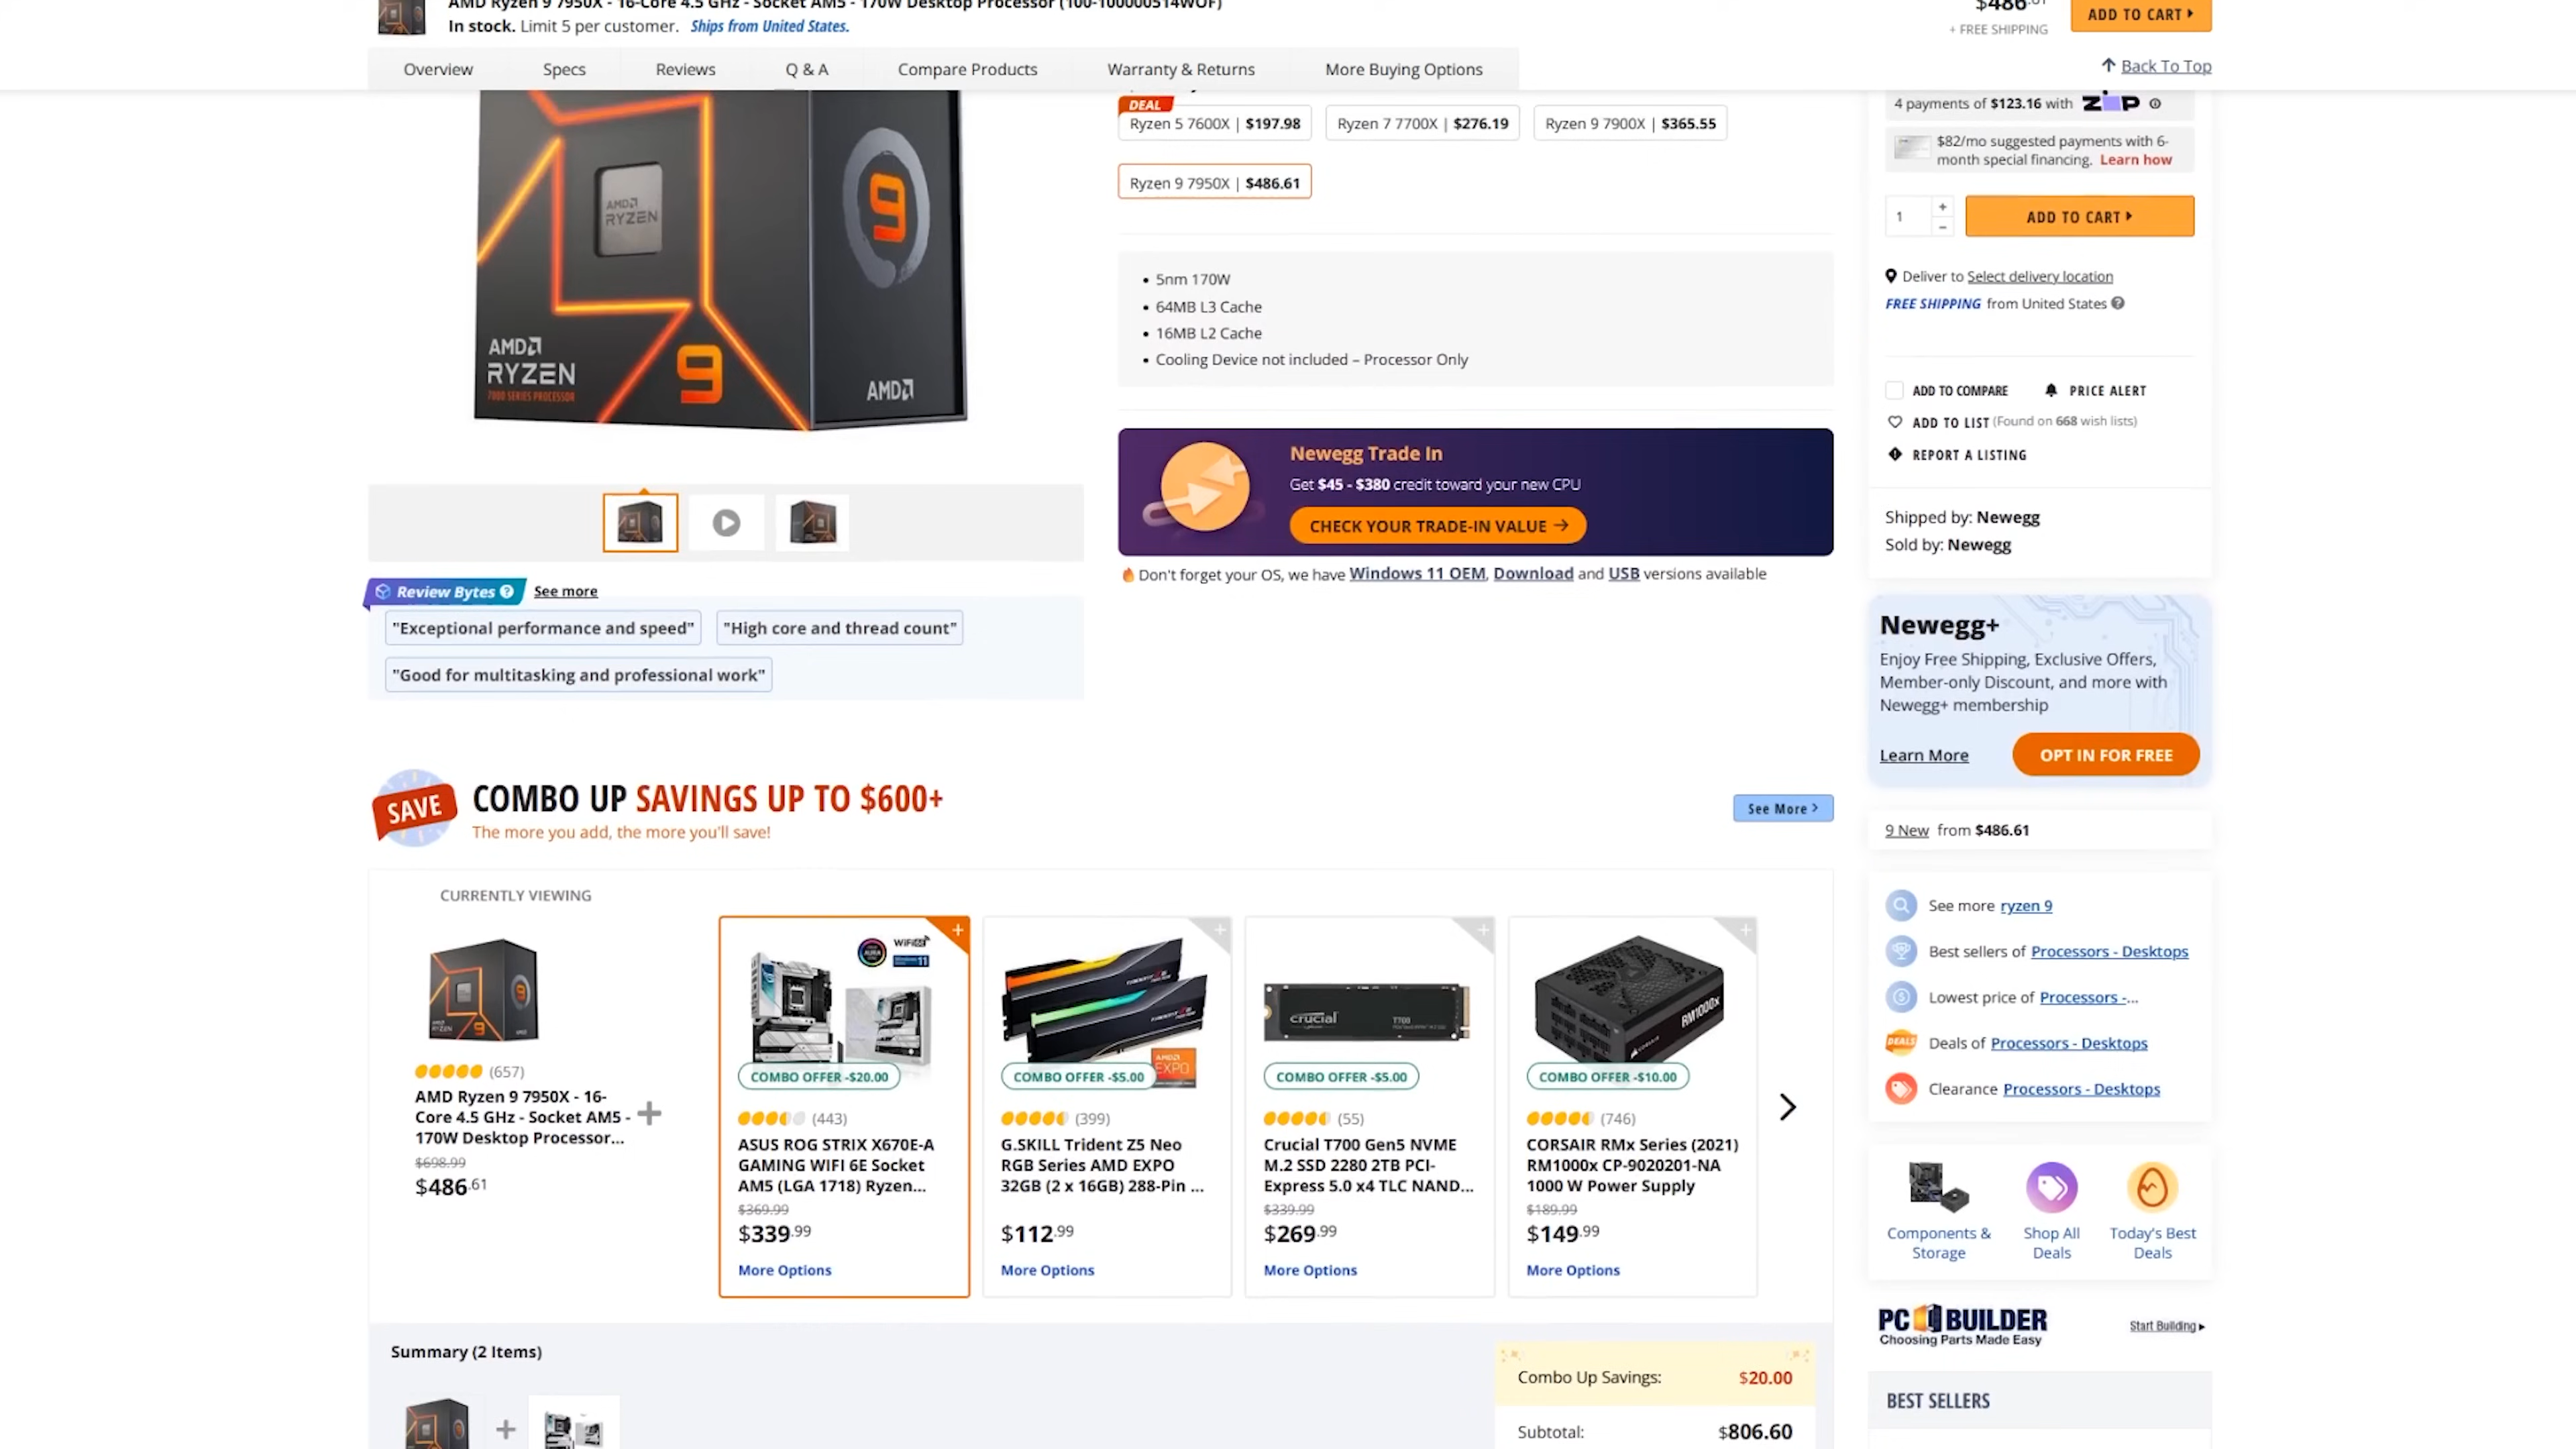 AMD Ryzen 9 7950X - 16-Core 4.5 GHz - Socket AM5 - 170W Desktop Processor (100-100000514WOF)
In stock. Limit 5 per customer. Ships from United States.
$486.61
+ FREE SHIPPING
ADD TO CART
Overview
Specs
Reviews
Q & A
Compare Products
Warranty & Returns
More Buying Options
Back To Top
AMD
RYZEN
9
AMD
RYZEN
7000 SERIES PROCESSOR
9
AMD
DEAL
Ryzen 5 7600X | $197.98
Ryzen 7 7700X | $276.19
Ryzen 9 7900X | $365.55
Ryzen 9 7950X | $486.61
• 5nm 170W
• 64MB L3 Cache
• 16MB L2 Cache
• Cooling Device not included – Processor Only
Newegg Trade In
Get $45 - $380 credit toward your new CPU
CHECK YOUR TRADE-IN VALUE →
Don't forget your OS, we have Windows 11 OEM, Download and USB versions available
4 payments of $123.16 with ZIP
$82/mo suggested payments with 6-
month special financing. Learn how
1
+
−
ADD TO CART
Deliver to Select delivery location
FREE SHIPPING from United States
ADD TO COMPARE
PRICE ALERT
ADD TO LIST (Found on 668 wish lists)
REPORT A LISTING
Shipped by: Newegg
Sold by: Newegg
Review Bytes ?
See more
"Exceptional performance and speed"
"High core and thread count"
"Good for multitasking and professional work"
Newegg+
Enjoy Free Shipping, Exclusive Offers,
Member-only Discount, and more with
Newegg+ membership
Learn More
OPT IN FOR FREE
9 New from $486.61
See more ryzen 9
Best sellers of Processors - Desktops
Lowest price of Processors -...
DEALS
Deals of Processors - Desktops
Clearance Processors - Desktops
Components &
Storage
Shop All
Deals
Today's Best
Deals
PC BUILDER
Choosing Parts Made Easy
Start Building
BEST SELLERS
SAVE
COMBO UP SAVINGS UP TO $600+
The more you add, the more you'll save!
See More >
CURRENTLY VIEWING
(657)
AMD Ryzen 9 7950X - 16-
Core 4.5 GHz - Socket AM5 -
170W Desktop Processor...
$698.99
$486.61
+
WiFi6E
11
COMBO OFFER -$20.00
(443)
ASUS ROG STRIX X670E-A
GAMING WIFI 6E Socket
AM5 (LGA 1718) Ryzen...
$369.99
$339.99
More Options
AMD
EXPO
COMBO OFFER -$5.00
(399)
G.SKILL Trident Z5 Neo
RGB Series AMD EXPO
32GB (2 x 16GB) 288-Pin ...
$112.99
More Options
crucial
T700
COMBO OFFER -$5.00
(55)
Crucial T700 Gen5 NVME
M.2 SSD 2280 2TB PCI-
Express 5.0 x4 TLC NAND...
$339.99
$269.99
More Options
RM1000x
CORSAIR
COMBO OFFER -$10.00
(746)
CORSAIR RMx Series (2021)
RM1000x CP-9020201-NA
1000 W Power Supply
$189.99
$149.99
More Options
Summary (2 Items)
+
Combo Up Savings: $20.00
Subtotal: $806.60